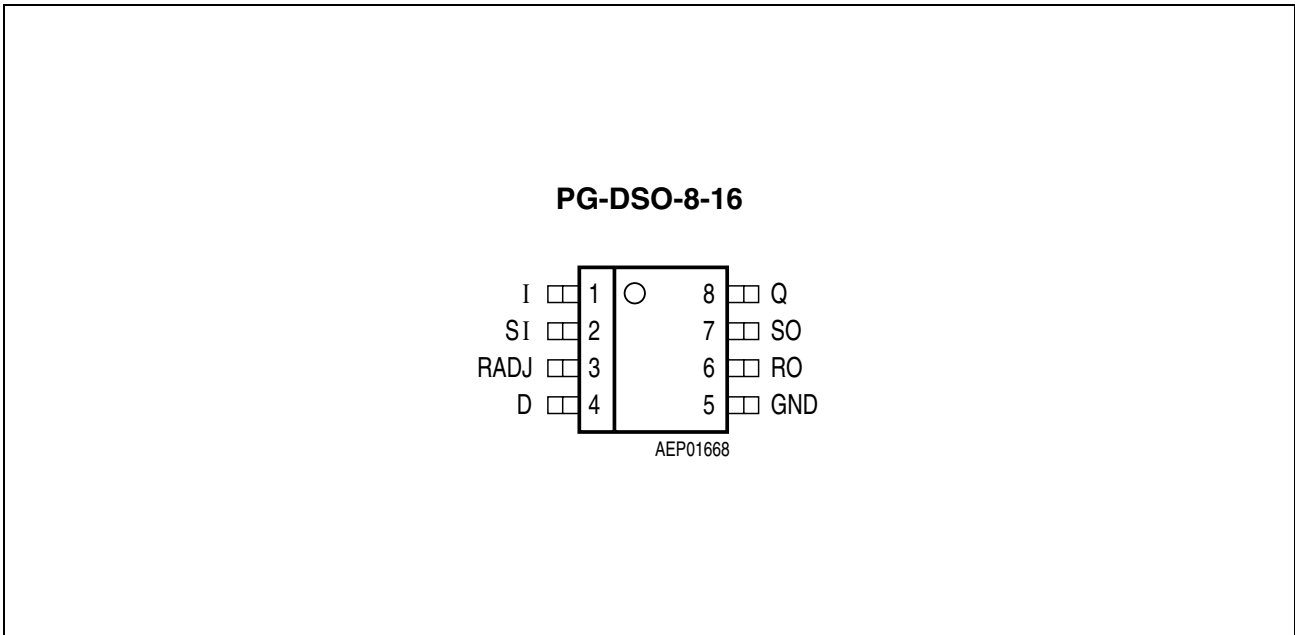 PG-DSO-8-16
I 1 8 Q
SI 2 7 SO
RADJ 3 6 RO
D 4 5 GND
AEP01668